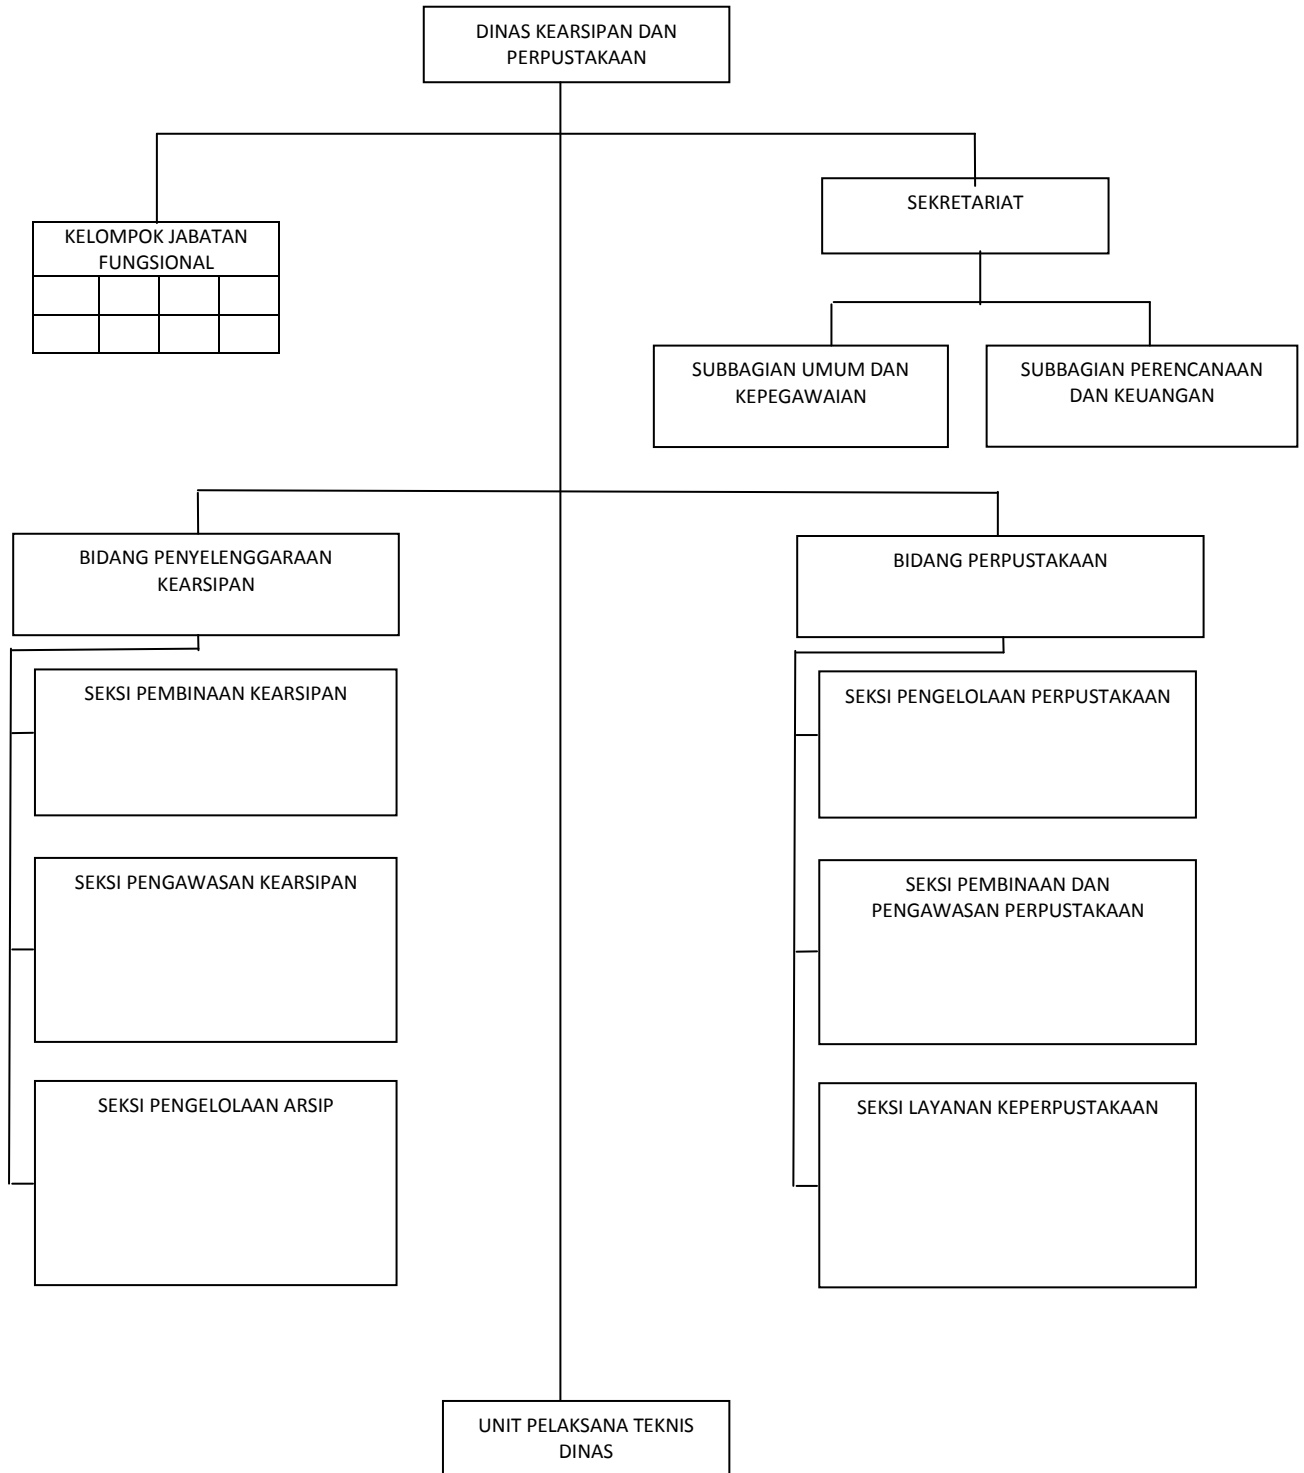 DINAS KEARSIPAN DAN
PERPUSTAKAAN
SEKRETARIAT
KELOMPOK JABATAN
FUNGSIONAL
SUBBAGIAN UMUM DAN
KEPEGAWAIAN
SUBBAGIAN PERENCANAAN
DAN KEUANGAN
BIDANG PENYELENGGARAAN
KEARSIPAN
SEKSI PEMBINAAN KEARSIPAN
SEKSI PENGAWASAN KEARSIPAN
SEKSI PENGELOLAAN ARSIP
BIDANG PERPUSTAKAAN
SEKSI PENGELOLAAN PERPUSTAKAAN
SEKSI PEMBINAAN DAN
PENGAWASAN PERPUSTAKAAN
SEKSI LAYANAN KEPERPUSTAKAAN
UNIT PELAKSANA TEKNIS
DINAS